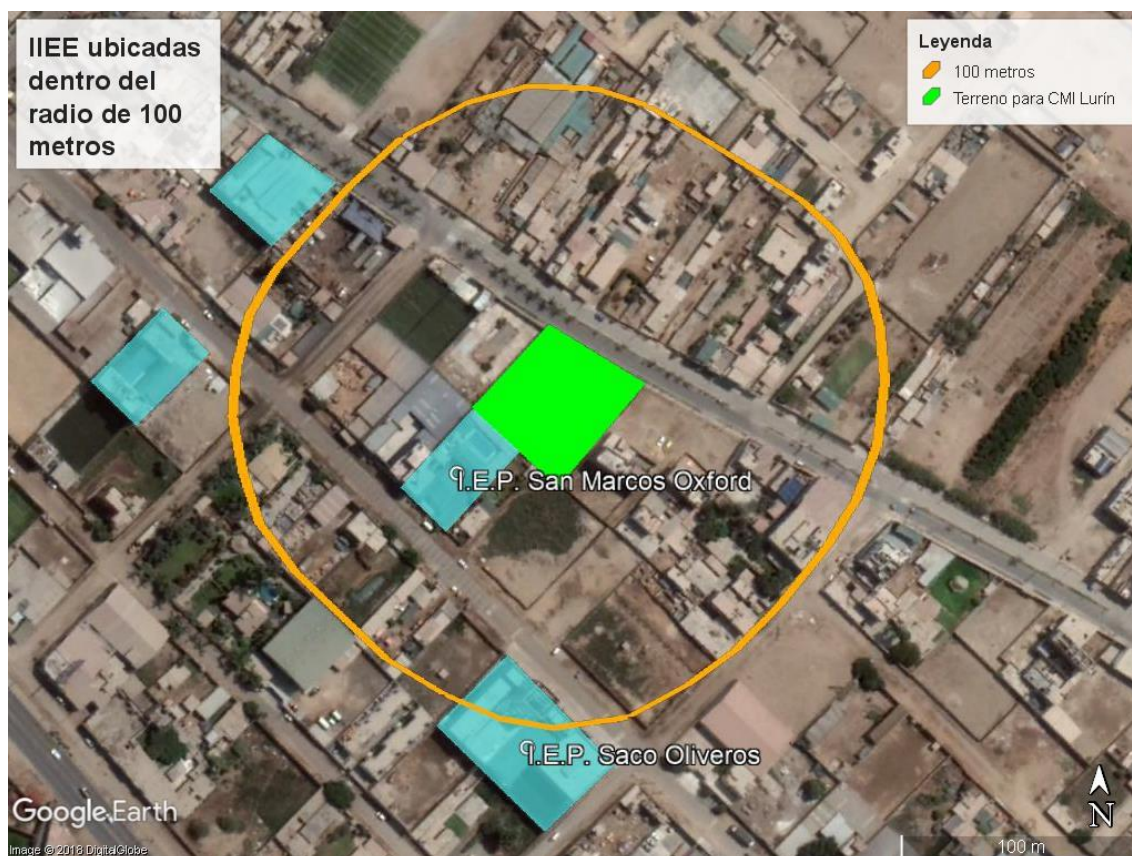 IIEE ubicadas
dentro del
radio de 100
metros
Leyenda
100 metros
Terreno para CMI Lurín
I.E.P. San Marcos Oxford
I.E.P. Saco Oliveros
Google Earth
N
Image © 2018 DigitalGlobe
100 m